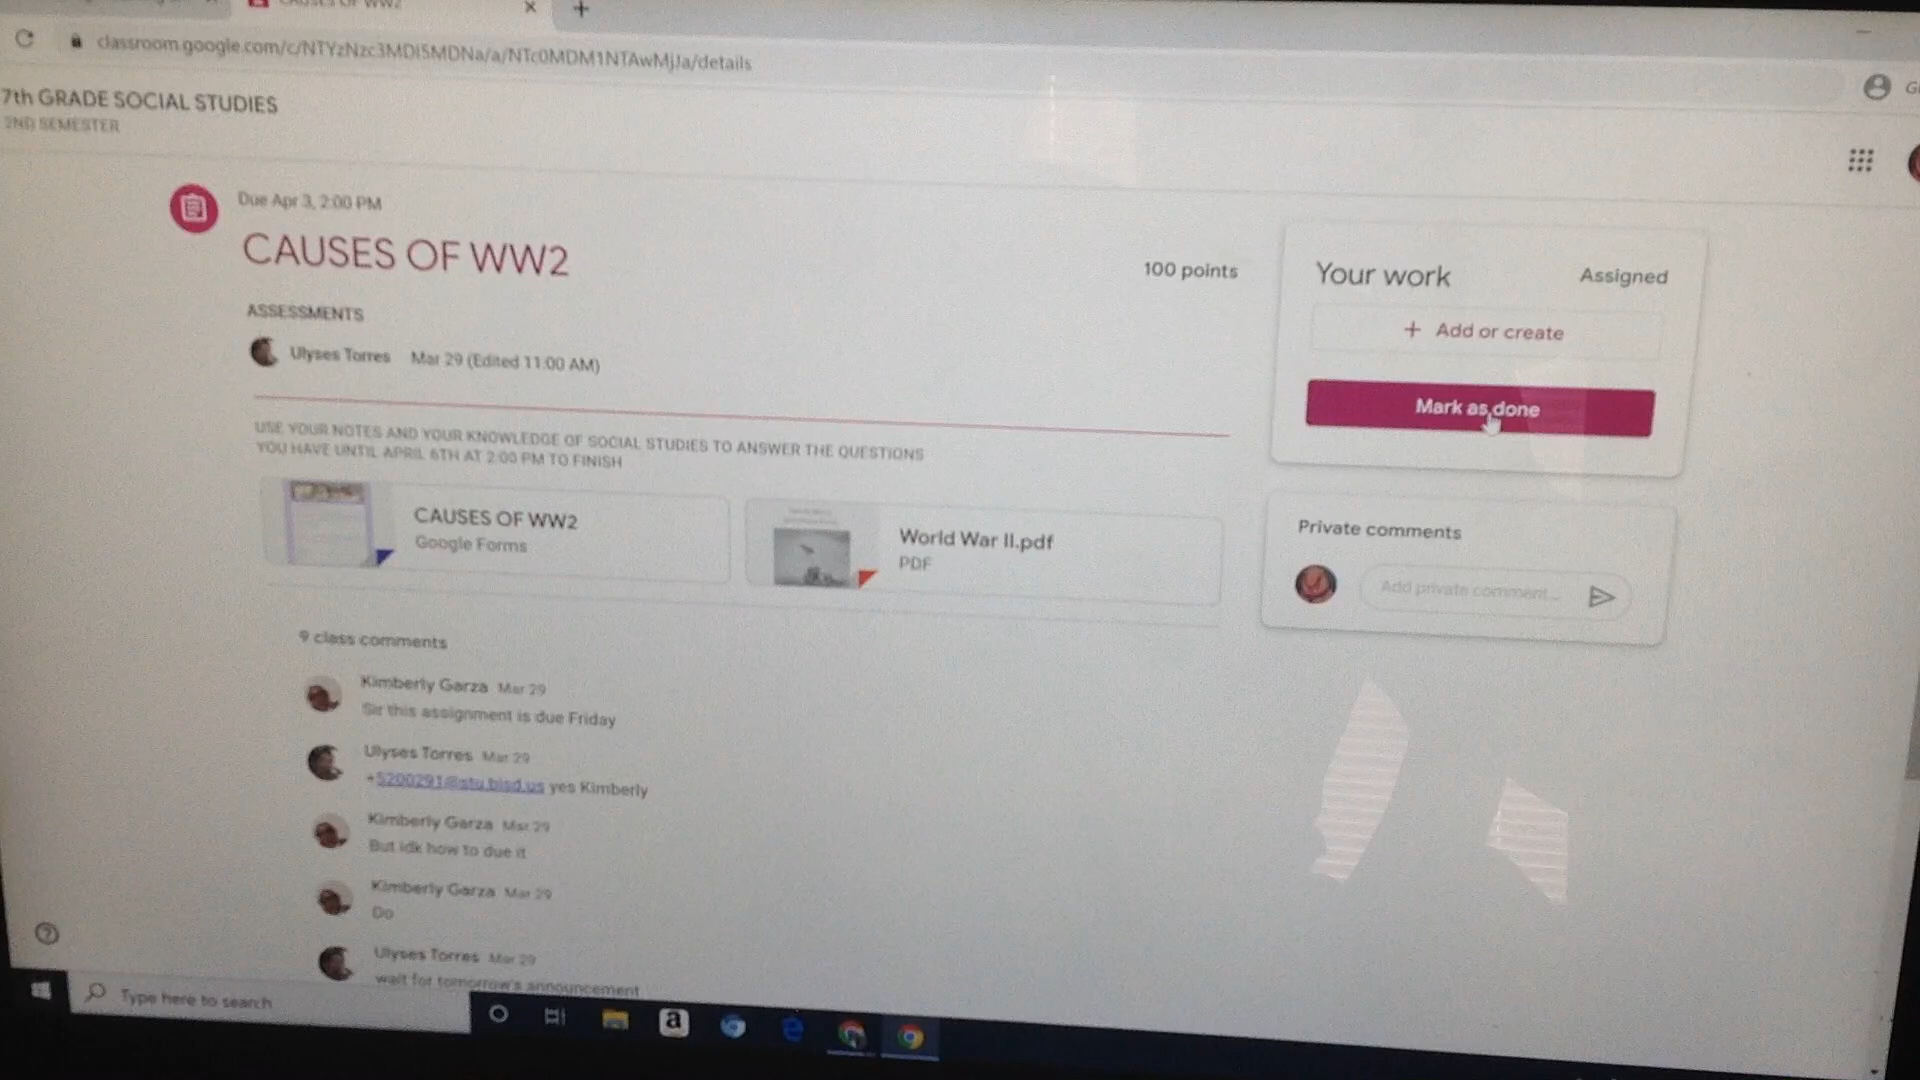 CAUSES OF WW2
classroom.google.com/c/NTYzNzc3MDI5MDNa/a/NTc0MDM1NTAwMjJa/details
7th GRADE SOCIAL STUDIES
2ND SEMESTER
Due Apr 3, 2:00 PM
CAUSES OF WW2
100 points
ASSESSMENTS
Ulyses Torres Mar 29 (Edited 11:00 AM)
USE YOUR NOTES AND YOUR KNOWLEDGE OF SOCIAL STUDIES TO ANSWER THE QUESTIONS
YOU HAVE UNTIL APRIL 6TH AT 2:00 PM TO FINISH
CAUSES OF WW2
Google Forms
World War II.pdf
PDF
Your work Assigned
+ Add or create
Mark as done
Private comments
Add private comment...
9 class comments
Kimberly Garza Mar 29
Sir this assignment is due Friday
Ulyses Torres Mar 29
+5200291@stu.bisd.us yes Kimberly
Kimberly Garza Mar 29
But idk how to due it
Kimberly Garza Mar 29
Do
Ulyses Torres Mar 29
wait for tomorrow's announcement
Type here to search